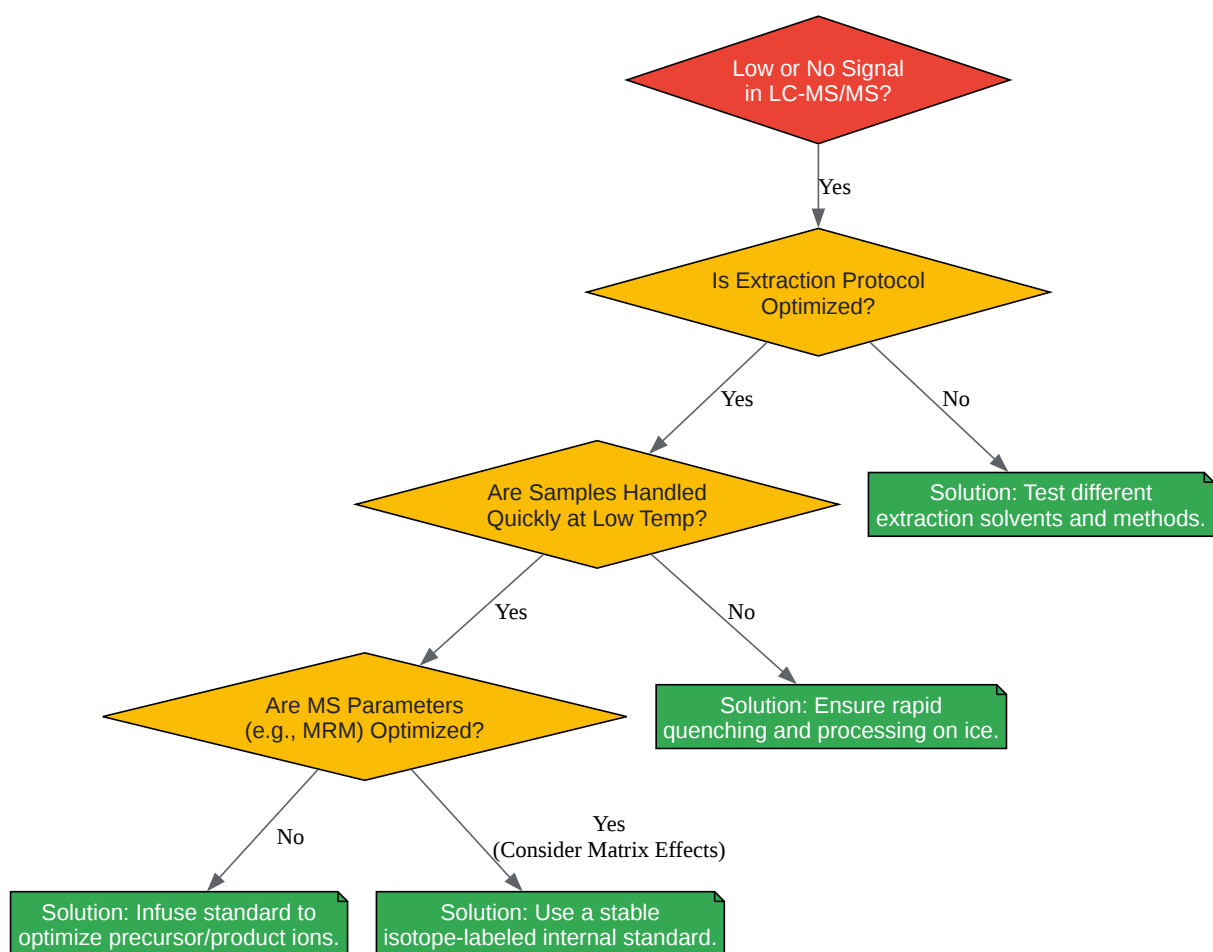 Low or No Signal
in LC-MS/MS?
Yes
Is Extraction Protocol
Optimized?
Yes
No
Are Samples Handled
Quickly at Low Temp?
Solution: Test different
extraction solvents and methods.
Yes
No
Are MS Parameters
(e.g., MRM) Optimized?
Solution: Ensure rapid
quenching and processing on ice.
No
Yes
(Consider Matrix Effects)
Solution: Infuse standard to
optimize precursor/product ions.
Solution: Use a stable
isotope-labeled internal standard.